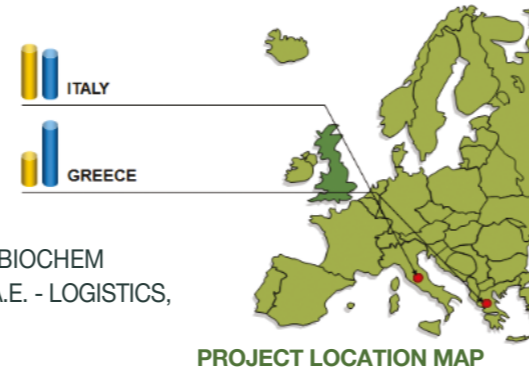 ITALY
GREECE
BIOCHEM
A.E. - LOGISTICS,
PROJECT LOCATION MAP